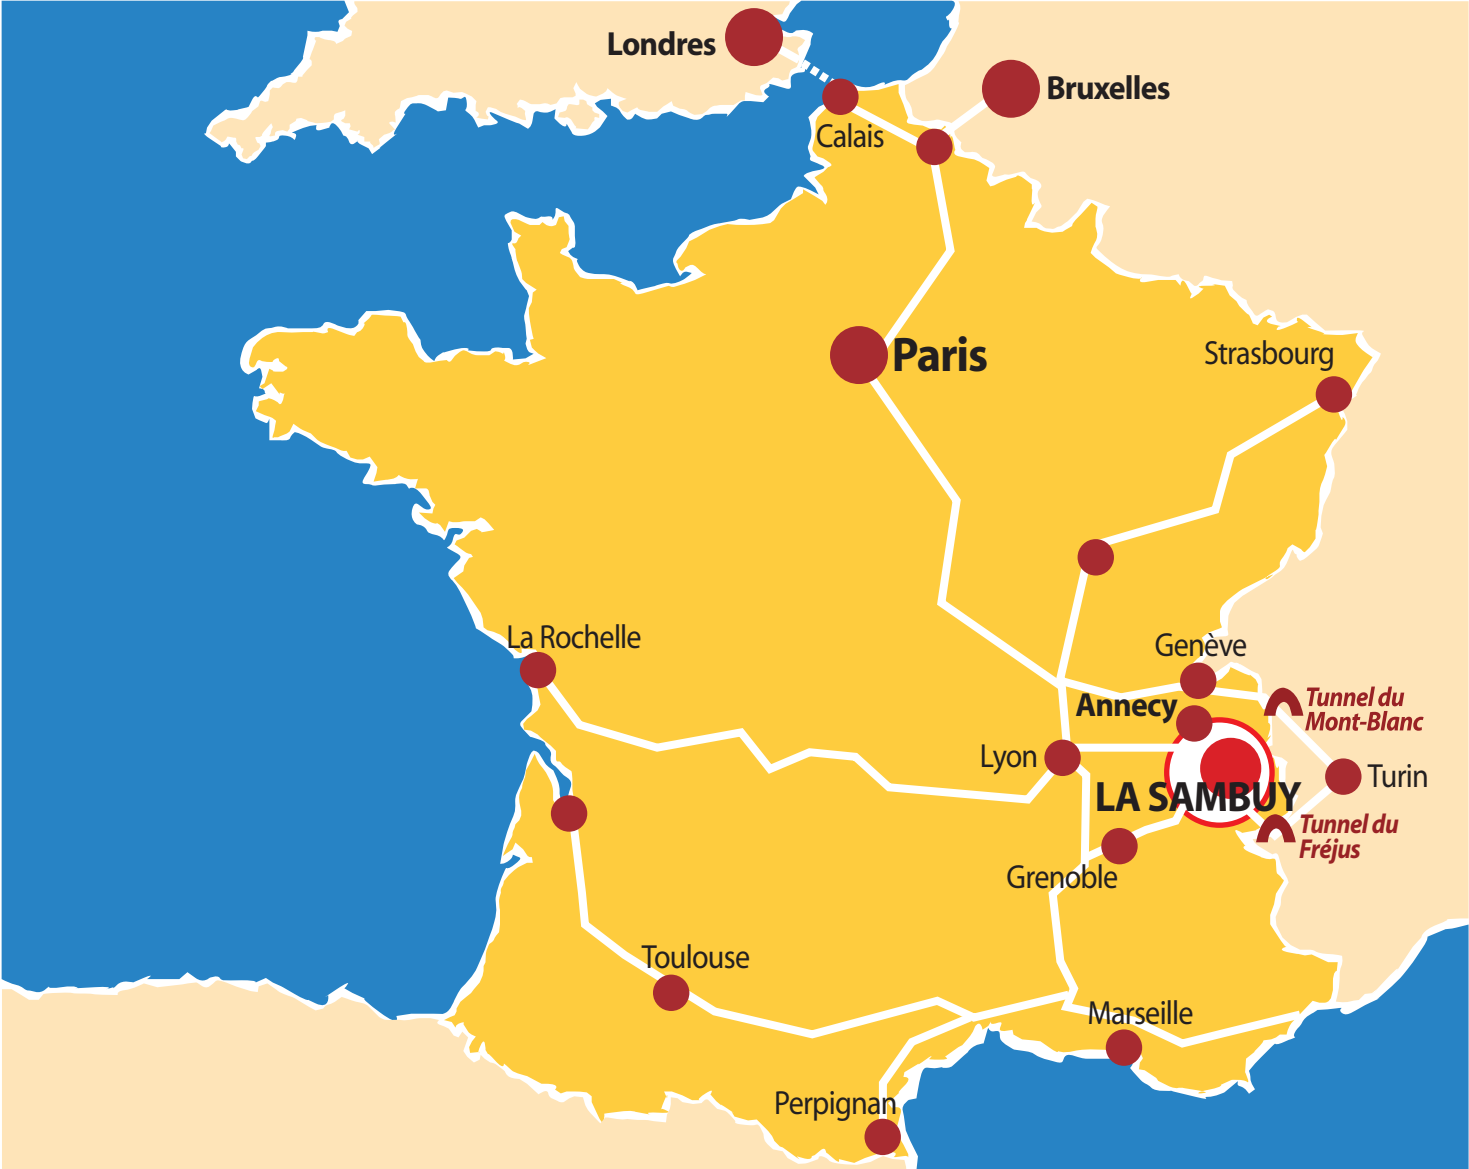 Londres
Bruxelles
Calais
Paris
Strasbourg
La Rochelle
Genève
Tunnel du
Mont-Blanc
Annecy
Lyon
Turin
LA SAMBUY
Tunnel du
Fréjus
Grenoble
Toulouse
Marseille
Perpignan